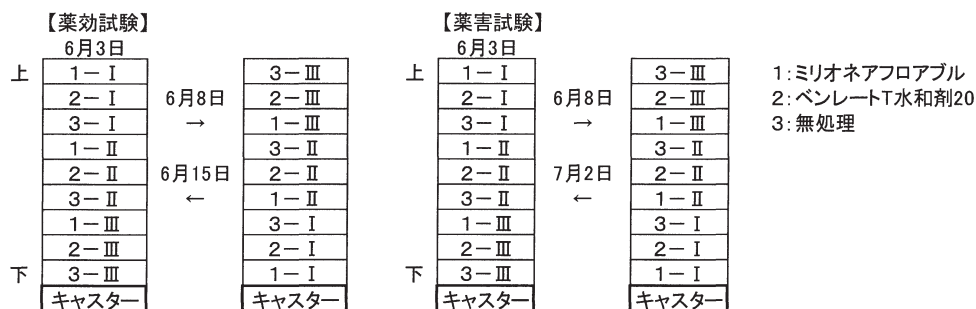 【薬効試験】 【薬害試験】
6月3日 6月3日
上 1－Ⅰ 3－Ⅲ 上 1－Ⅰ 3－Ⅲ 1：ミリオネアフロアブル
2－Ⅰ 6月8日 2－Ⅲ 2－Ⅰ 6月8日 2－Ⅲ 2：ベンレートT水和剤20
3－Ⅰ → 1－Ⅲ 3－Ⅰ → 1－Ⅲ 3：無処理
1－Ⅱ 3－Ⅱ 1－Ⅱ 3－Ⅱ
2－Ⅱ 6月15日 2－Ⅱ 2－Ⅱ 7月2日 2－Ⅱ
3－Ⅱ ← 1－Ⅱ 3－Ⅱ ← 1－Ⅱ
1－Ⅲ 3－Ⅰ 1－Ⅲ 3－Ⅰ
2－Ⅲ 2－Ⅰ 2－Ⅲ 2－Ⅰ
下 3－Ⅲ 1－Ⅰ 下 3－Ⅲ 1－Ⅰ
キャスター キャスター キャスター キャスター